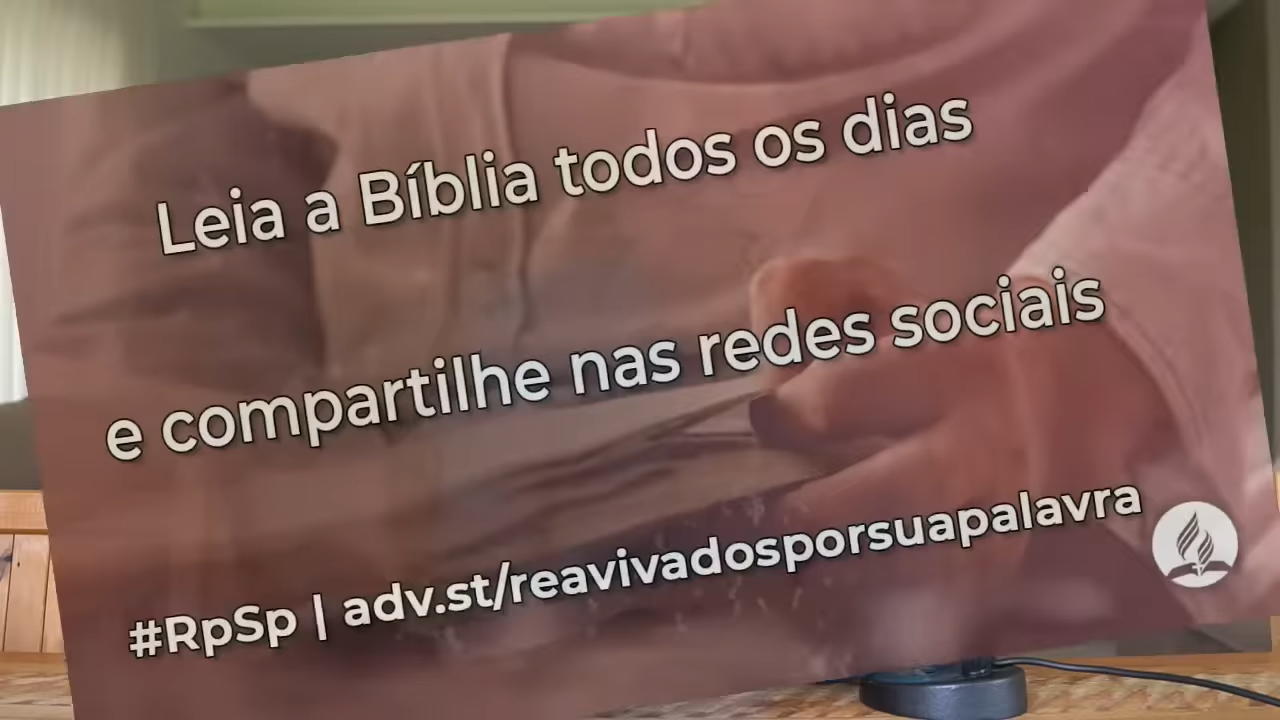 Leia a Bíblia todos os dias
e compartilhe nas redes sociais
#RpSp | adv.st/reavivadosporsuapalavra